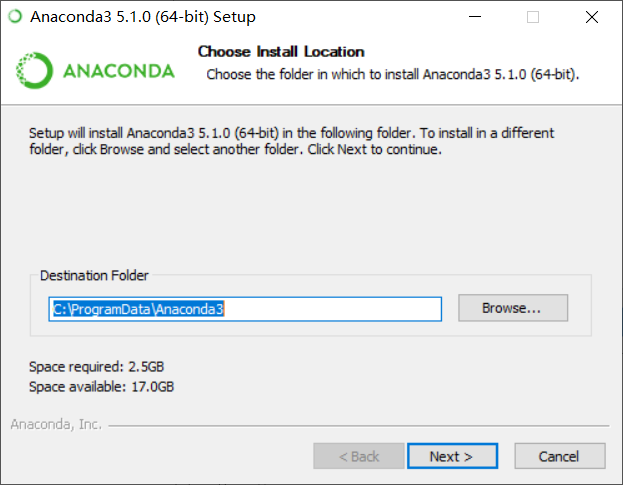 Anaconda3 5.1.0 (64-bit) Setup
Choose Install Location
ANACONDA
Choose the folder in which to install Anaconda3 5.1.0 (64-bit).
Setup will install Anaconda3 5.1.0 (64-bit) in the following folder. To install in a different
folder, click Browse and select another folder. Click Next to continue.
Destination Folder
C:\ProgramData\Anaconda3
Browse...
Space required: 2.5GB
Space available: 17.0GB
Anaconda, Inc.
< Back
Next >
Cancel